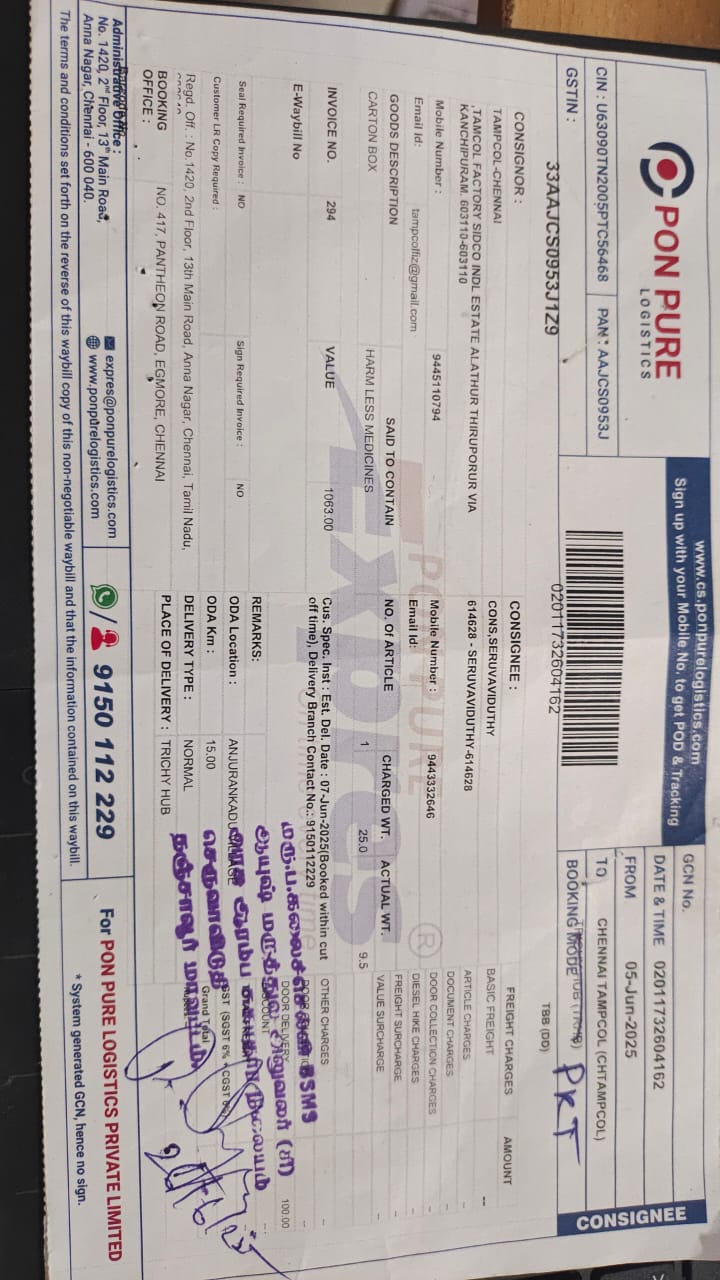 PON PURE
LOGISTICS
www.cs.ponpurelogistics.com
Sign up with your Mobile No. to get POD & Tracking
CIN : U63090TN2005PTC56468 PAN : AAJCS0953J
GSTIN : 33AAJCS0953J1Z9
02011732604162
GCN No.
DATE & TIME 02011732604162
FROM 05-Jun-2025
TO CHENNAI TAMPCOL (CHTAMPCOL)
BOOKING MODE
TBB (DD)
PKT
CONSIGNEE
CONSIGNOR :
TAMPCOL-CHENNAI
,TAMCOL FACTORY SIDCO INDL ESTATE ALATHUR THIRUPORUR VIA
KANCHIPURAM. 603110-603110
Mobile Number : 9445110794
Email Id: tampcolfiz@gmail.com
CONSIGNEE :
CONS,SERUVAVIDUTHY
614628 - SERUVAVIDUTHY-614628
Mobile Number : 9443332646
Email Id:
GOODS DESCRIPTION SAID TO CONTAIN NO. Of ARTICLE CHARGED WT. ACTUAL WT.
CARTON BOX HARM LESS MEDICINES 1 25.0 9.5
INVOICE NO. 294 VALUE 1063.00
E-Waybill No
Cus. Spec. Inst : Est. Del. Date : 07-Jun-2025(Booked within cut
off time), Delivery Branch Contact No.: 9150112229
REMARKS:
Seal Required Invoice : NO Sign Required Invoice : NO
Customer LR Copy Required :
ODA Location : ANJURANKADU
ODA Km : 15.00
DELIVERY TYPE : NORMAL
PLACE OF DELIVERY : TRICHY HUB
Regd. Off. : No.1420, 2nd Floor, 13th Main Road, Anna Nagar, Chennai, Tamil Nadu,
BOOKING OFFICE : NO. 417, PANTHEON ROAD, EGMORE, CHENNAI
FREIGHT CHARGES AMOUNT
BASIC FREIGHT --
ARTICLE CHARGES -
DOCUMENT CHARGES -
DOOR COLLECTION CHARGES -
DIESEL HIKE CHARGES -
FREIGHT SURCHARGE -
VALUE SURCHARGE -
OTHER CHARGES -
DOOR DELIVERY 100.00
Grand Total
BSMS
ஆயுஷ் மருத்துவ அலுவலர்
Administrative Office :
No. 1420, 2nd Floor, 13th Main Road,
Anna Nagar, Chennai - 600 040.
expres@ponpurelogistics.com
www.ponpurelogistics.com
9150 112 229
For PON PURE LOGISTICS PRIVATE LIMITED
* System generated GCN, hence no sign.
The terms and conditions set forth on the reverse of this waybill copy of this non-negotiable waybill and that the information contained on this waybill.
PON PURE
Expres